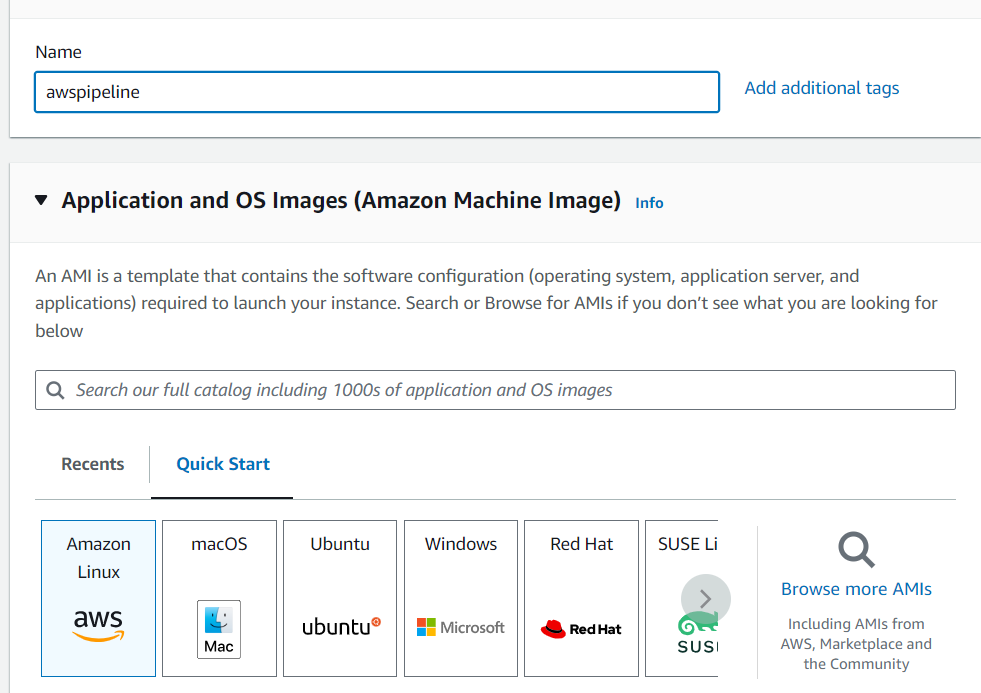 Name
awspipeline
Add additional tags
Application and OS Images (Amazon Machine Image) Info
An AMI is a template that contains the software configuration (operating system, application server, and
applications) required to launch your instance. Search or Browse for AMIs if you don’t see what you are looking for
below
Search our full catalog including 1000s of application and OS images
Recents
Quick Start
Amazon
Linux
aws
macOS
Mac
Ubuntu
ubuntu
Windows
Microsoft
Red Hat
Red Hat
SUSE Li
SUS
Browse more AMIs
Including AMIs from
AWS, Marketplace and
the Community